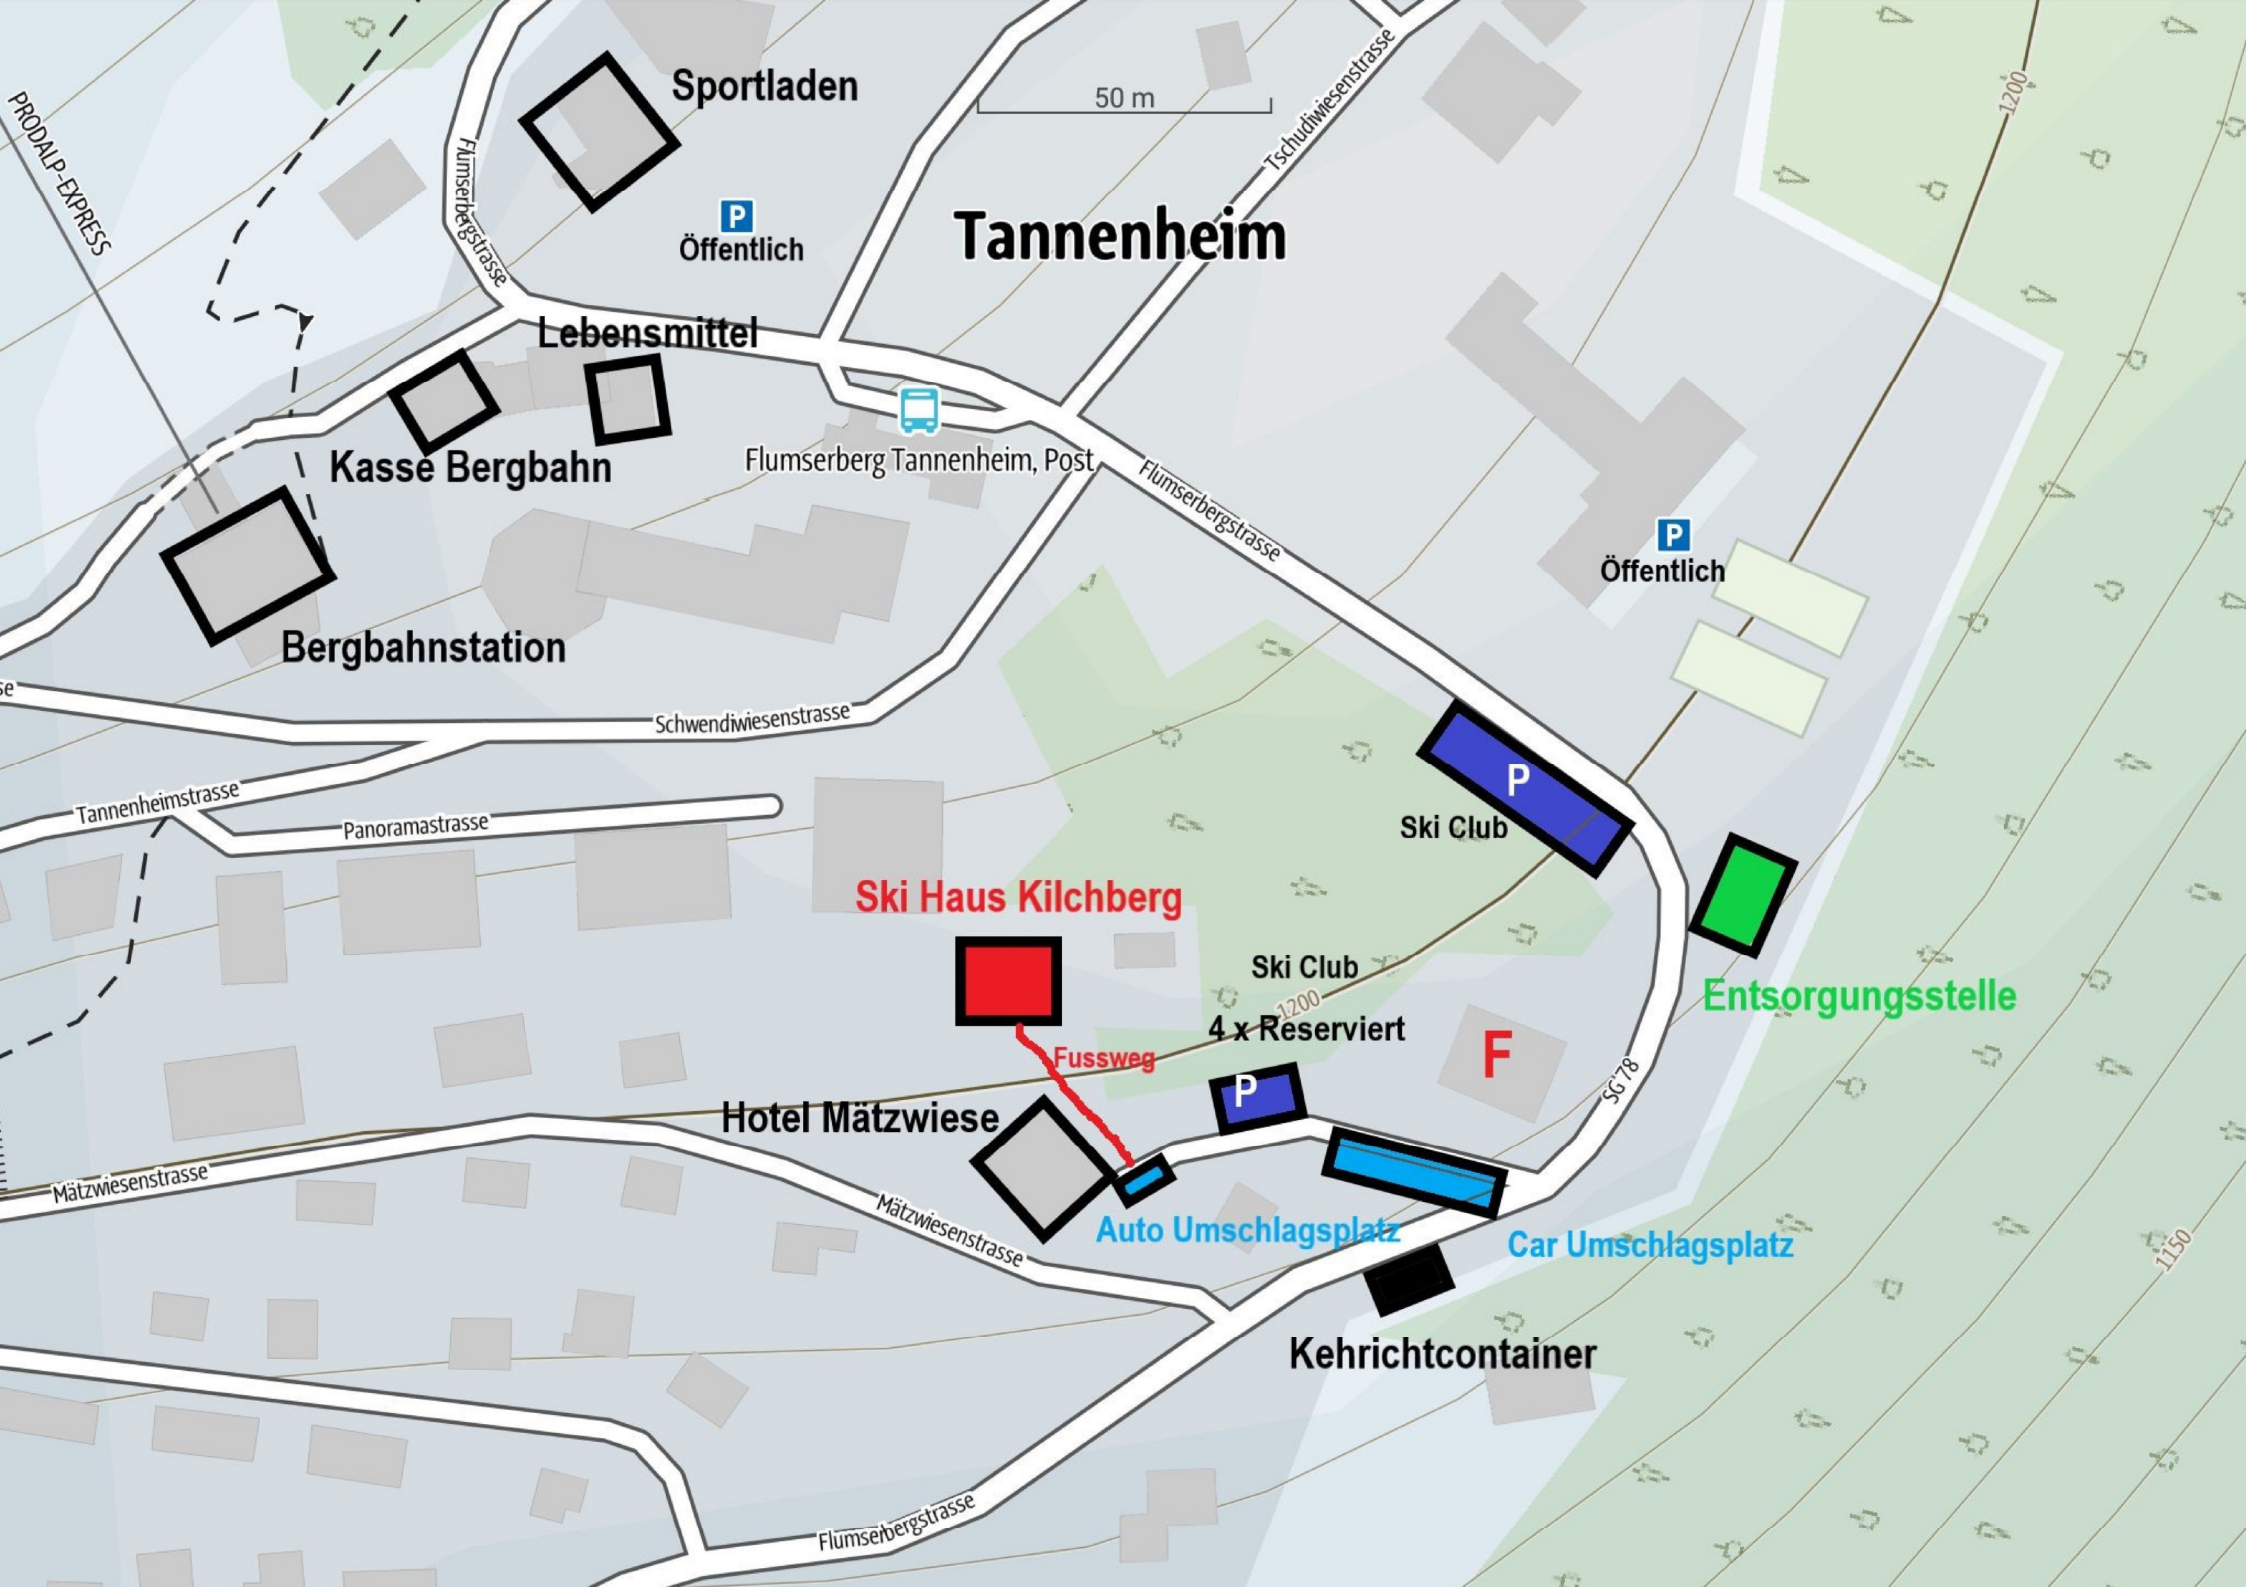 PRODALP-EXPRESS
Sportladen
50 m
Tschudiwiesenstrasse
1200
Flumserbergstrasse
P
Öffentlich
Tannenheim
Lebensmittel
Kasse Bergbahn
Flumserberg Tannenheim, Post
Flumserbergstrasse
P
Öffentlich
Bergbahnstation
se
Schwendiwiesenstrasse
P
Ski Club
Tannenheimstrasse
Panoramastrasse
Ski Haus Kilchberg
Ski Club
1200
4 x Reserviert
Entsorgungsstelle
Fussweg
F
P
SG 78
Hotel Mätzwiese
Mätzwiesenstrasse
Mätzwiesenstrasse
Auto Umschlagsplatz
Car Umschlagsplatz
1150
Kehrichtcontainer
Flumserbergstrasse